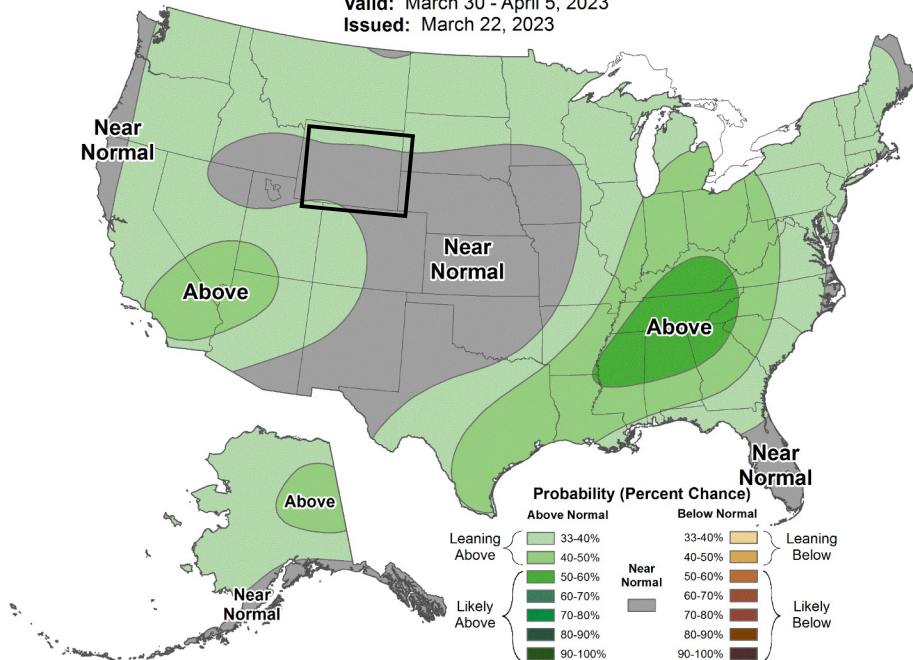 Valid: March 30 - April 5, 2023
Issued: March 22, 2023
Near
Normal
Near
Normal
Above
Above
Near
Normal
Above
Near
Normal
Probability (Percent Chance)
Above Normal
Below Normal
Leaning
Above
33-40%
40-50%
Likely
Above
50-60%
60-70%
70-80%
80-90%
90-100%
Near
Normal
33-40%
40-50%
Leaning
Below
50-60%
60-70%
70-80%
80-90%
90-100%
Likely
Below